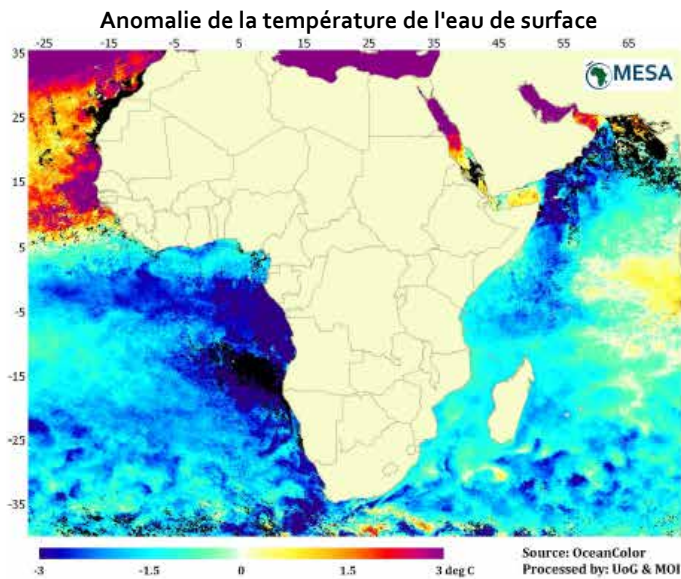 Anomalie de la température de l'eau de surface
-25 -15 -5 5 15 25 35 45 55 65
35
MESA
25
15
5
-5
-15
-25
-35
-3 -1.5 0 1.5 3 deg C
Source: OceanColor
Processed by: UoG & MOI